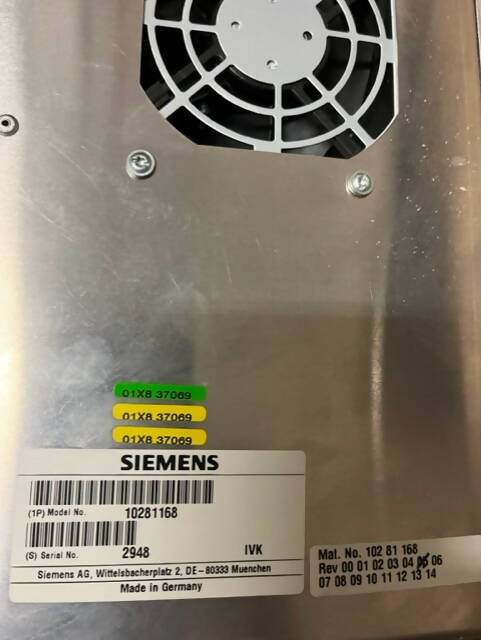 01X8 37069
01X8 37069
01X8 37069
SIEMENS
(1P) Model No. 10281168
(S) Serial No. 2948 IVK
Siemens AG, Wittelsbacherplatz 2, DE-80333 Muenchen
Made in Germany
Mat. No. 102 81 168
Rev 00 01 02 03 04 05 06
07 08 09 10 11 12 13 14